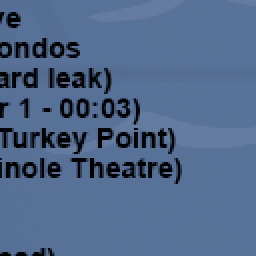 ve
ondos
ard leak)
r 1 - 00:03)
Turkey Point)
inole Theatre)